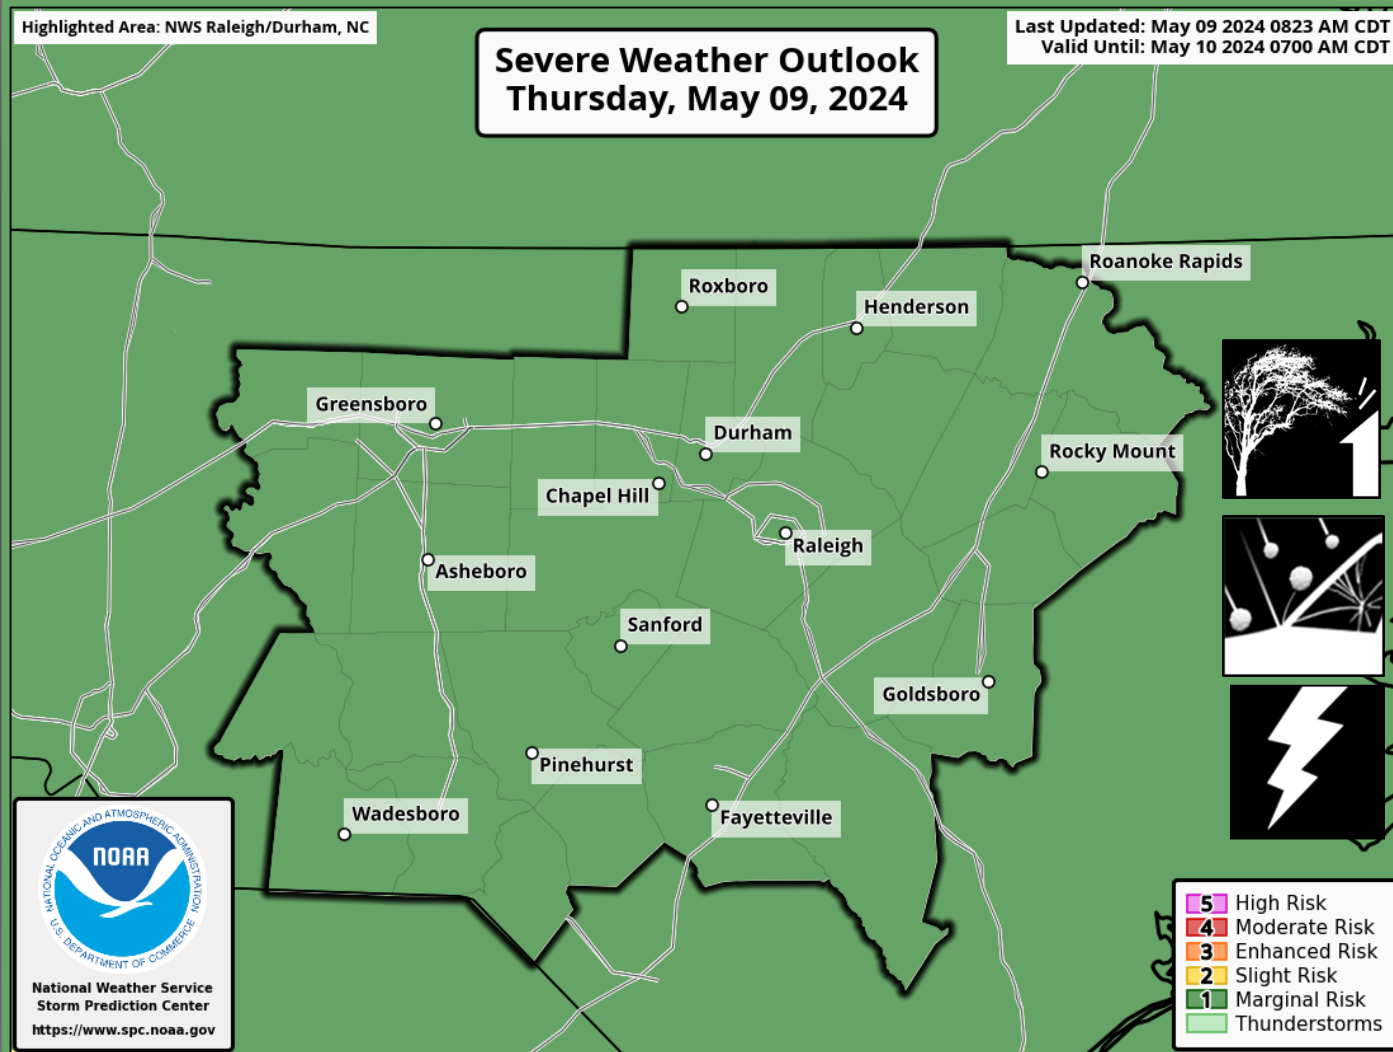 Highlighted Area: NWS Raleigh/Durham, NC
Severe Weather Outlook
Thursday, May 09, 2024
Last Updated: May 09 2024 0823 AM CDT
Valid Until: May 10 2024 0700 AM CDT
Roanoke Rapids
Roxboro
Henderson
Greensboro
Durham
Rocky Mount
Chapel Hill
Raleigh
Asheboro
Sanford
Goldsboro
Pinehurst
Wadesboro
Fayetteville
NATIONAL OCEANIC AND ATMOSPHERIC ADMINISTRATION
NOAA
U.S. DEPARTMENT OF COMMERCE
National Weather Service
Storm Prediction Center
https://www.spc.noaa.gov
5 High Risk
4 Moderate Risk
3 Enhanced Risk
2 Slight Risk
1 Marginal Risk
Thunderstorms